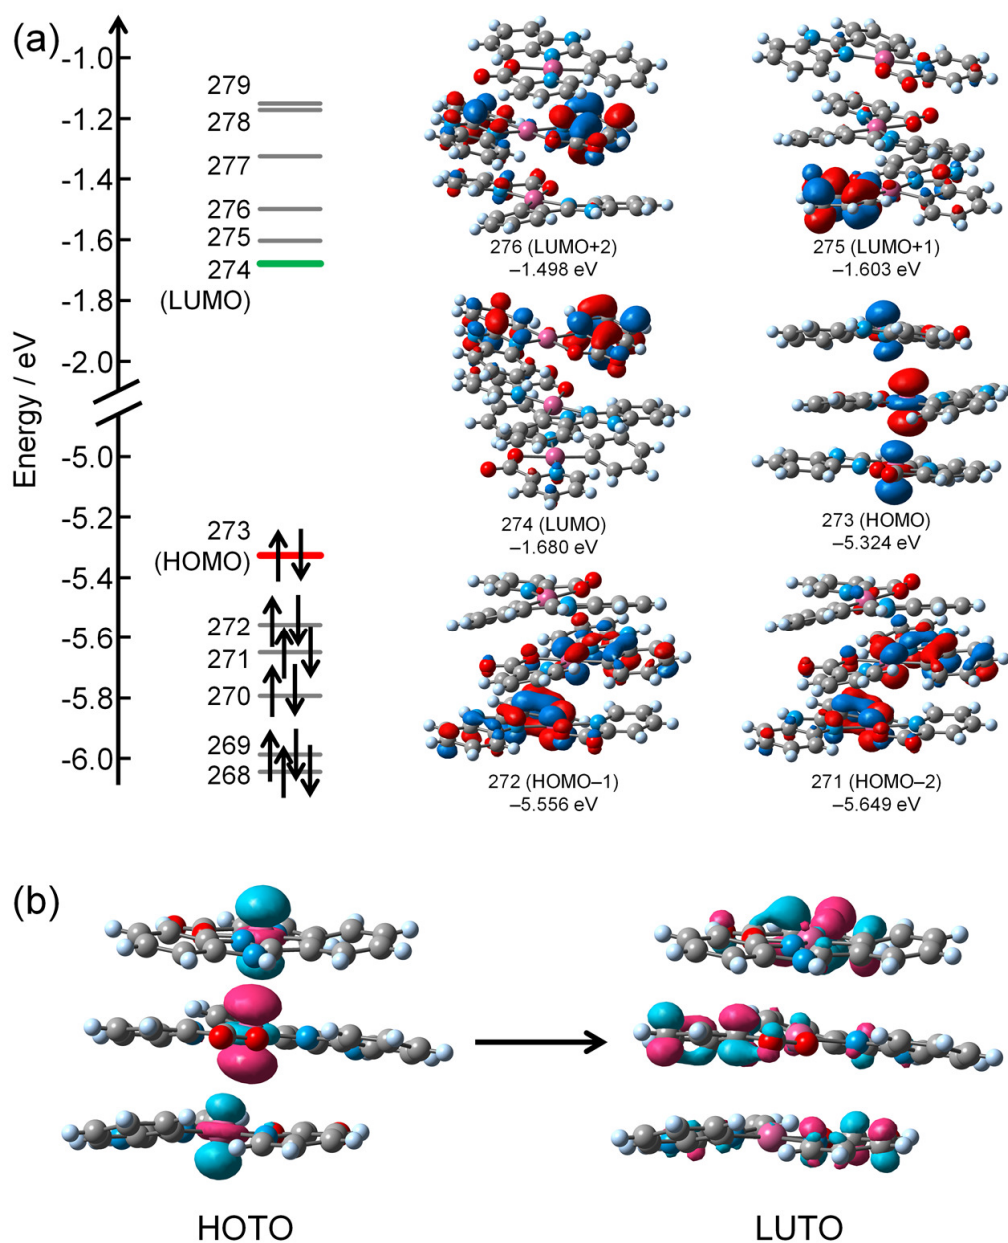 (a)
Energy / eV
-1.0
-1.2
-1.4
-1.6
-1.8
-2.0
-5.0
-5.2
-5.4
-5.6
-5.8
-6.0
279
278
277
276
275
274
(LUMO)
273
(HOMO)
272
271
270
269
268
276 (LUMO+2)
–1.498 eV
275 (LUMO+1)
–1.603 eV
274 (LUMO)
–1.680 eV
273 (HOMO)
–5.324 eV
272 (HOMO–1)
–5.556 eV
271 (HOMO–2)
–5.649 eV
(b)
HOTO
LUTO